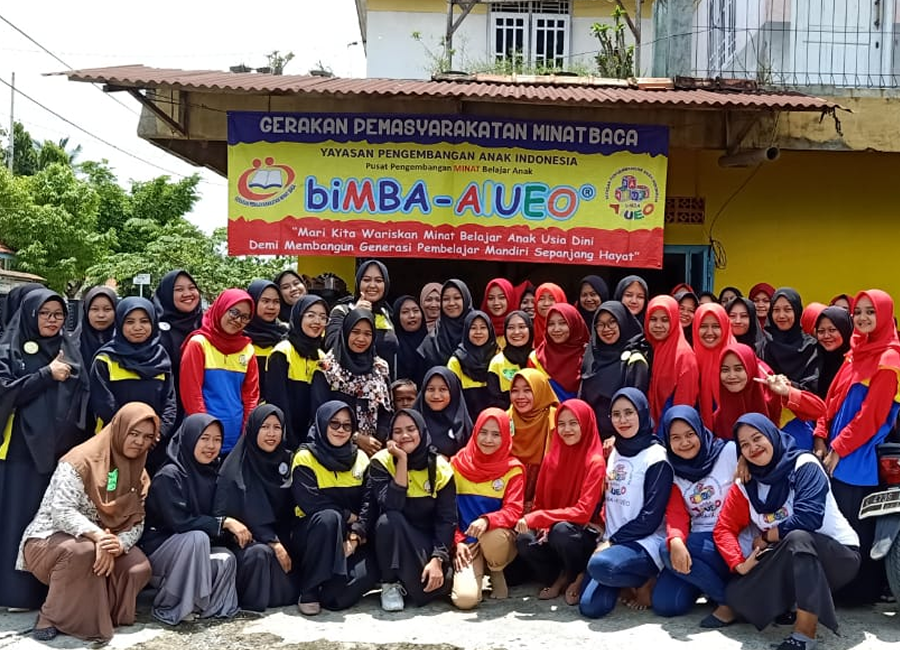 GERAKAN PEMASYARAKATAN MINAT BACA
YAYASAN PENGEMBANGAN ANAK INDONESIA
Pusat Pengembangan MINAT Belajar Anak
biMBA-AIUEO®
"Mari Kita Wariskan Minat Belajar Anak Usia Dini
Demi Membangun Generasi Pembelajar Mandiri Sepanjang Hayat"